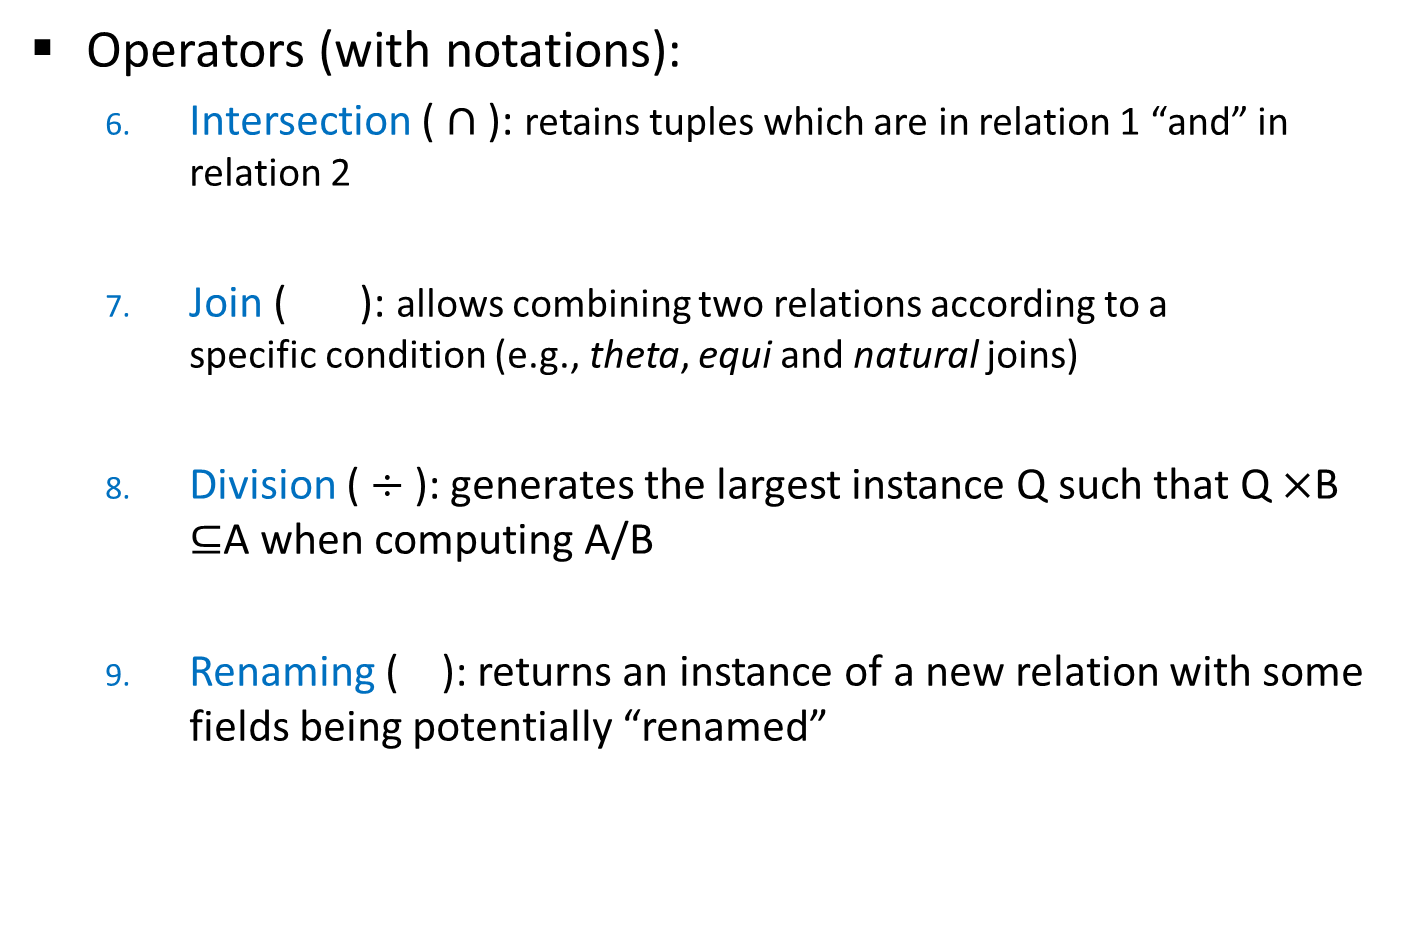 ▪ Operators (with notations):
6. Intersection ( ∩ ): retains tuples which are in relation 1 “and” in
relation 2
7. Join (    ): allows combining two relations according to a
specific condition (e.g., theta, equi and natural joins)
8. Division ( ÷ ): generates the largest instance Q such that Q ×B
⊆A when computing A/B
9. Renaming (   ): returns an instance of a new relation with some
fields being potentially “renamed”